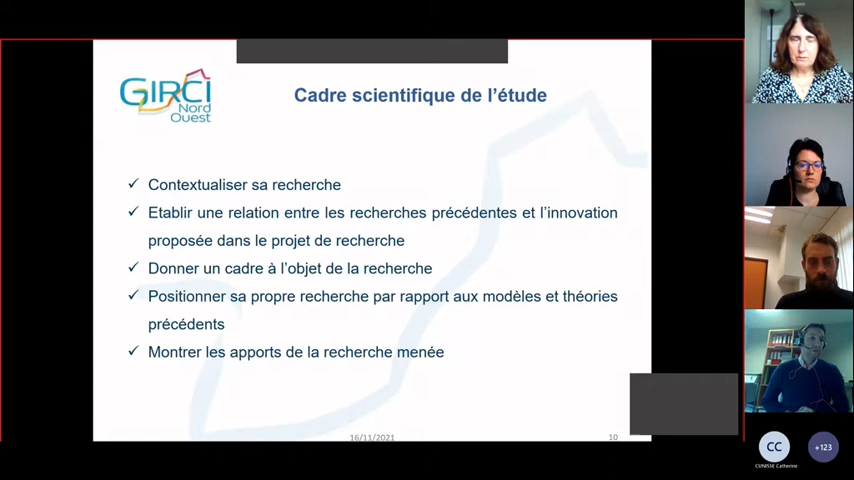 GIRCI
Nord
Ouest
Cadre scientifique de l'étude
✓ Contextualiser sa recherche
✓ Etablir une relation entre les recherches précédentes et l'innovation
proposée dans le projet de recherche
✓ Donner un cadre à l'objet de la recherche
✓ Positionner sa propre recherche par rapport aux modèles et théories
précédents
✓ Montrer les apports de la recherche menée
16/11/2021
10
CC
+123
CUNISSE Catherine